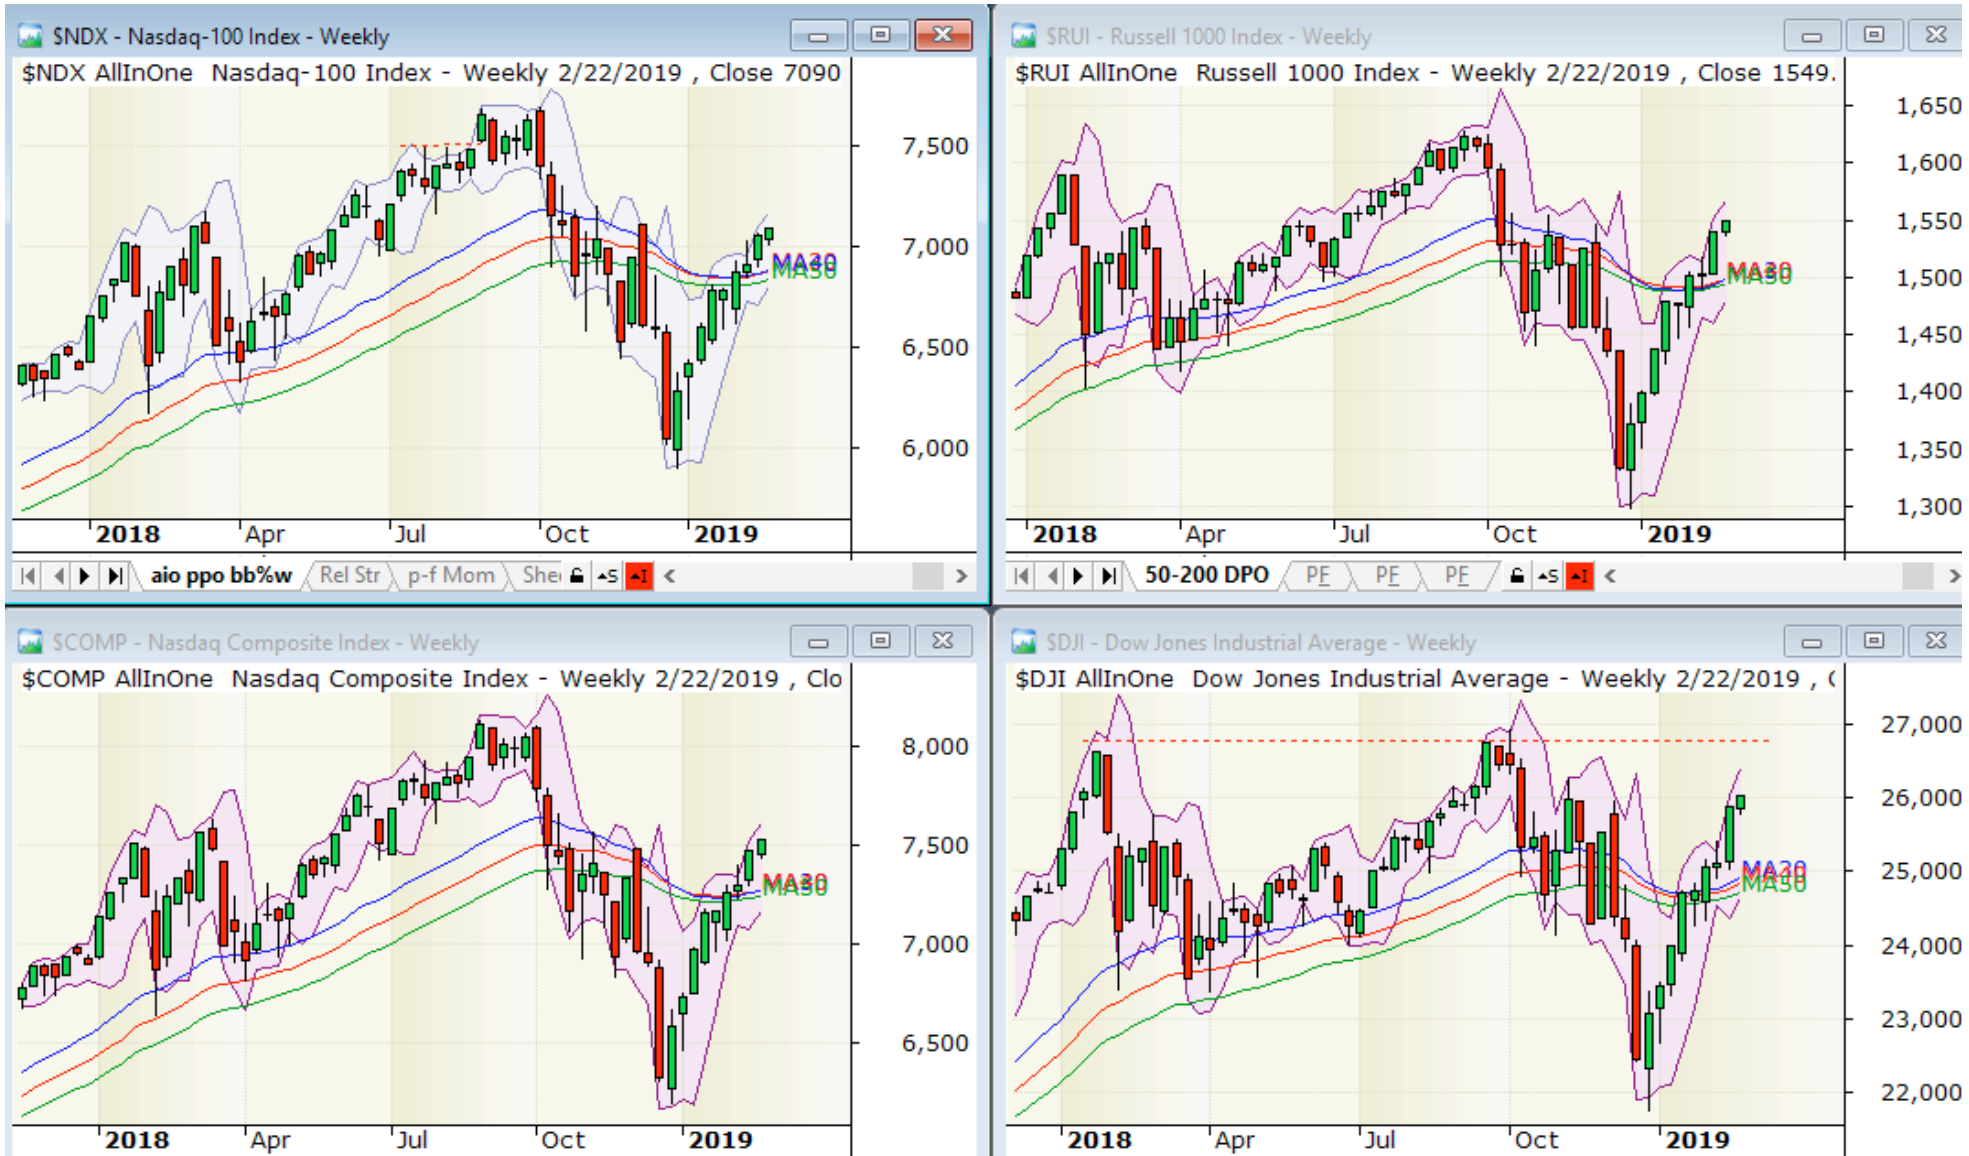 $NDX - Nasdaq-100 Index - Weekly
$NDX AllInOne Nasdaq-100 Index - Weekly 2/22/2019 , Close 7090
7,500
7,000
6,500
6,000
MA50
2018 Apr Jul Oct 2019
aio ppo bb%w Rel Str p-f Mom She S I
$RUI - Russell 1000 Index - Weekly
$RUI AllInOne Russell 1000 Index - Weekly 2/22/2019 , Close 1549.
1,650
1,600
1,550
1,500
1,450
1,400
1,350
1,300
MA50
2018 Apr Jul Oct 2019
50-200 DPO PF PF PF S I
$COMP - Nasdaq Composite Index - Weekly
$COMP AllInOne Nasdaq Composite Index - Weekly 2/22/2019 , Clo
8,000
7,500
7,000
6,500
MA50
2018 Apr Jul Oct 2019
$DJI - Dow Jones Industrial Average - Weekly
$DJI AllInOne Dow Jones Industrial Average - Weekly 2/22/2019 , C
27,000
26,000
25,000
24,000
23,000
22,000
MA30
MA50
2018 Apr Jul Oct 2019